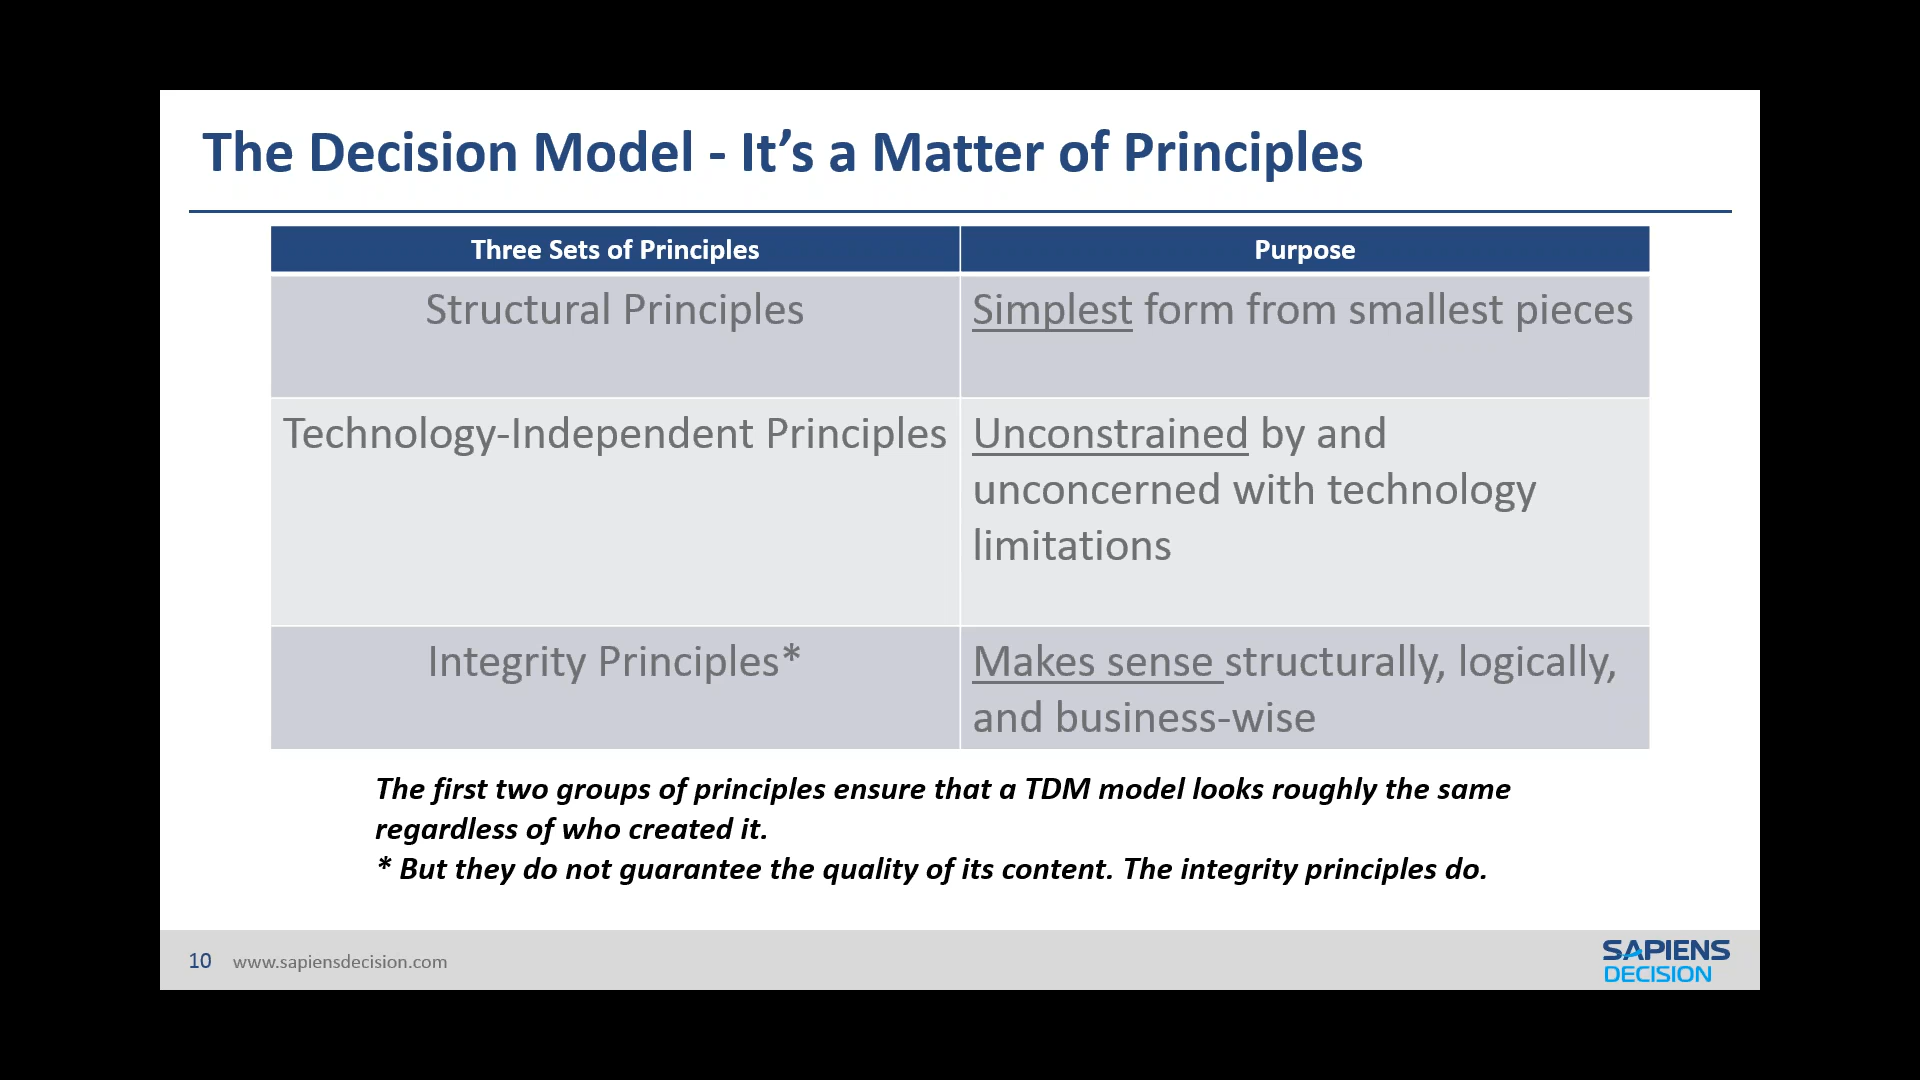 The Decision Model - It’s a Matter of Principles
Three Sets of Principles
Purpose
Structural Principles
Simplest form from smallest pieces
Technology-Independent Principles
Unconstrained by and
unconcerned with technology
limitations
Integrity Principles*
Makes sense structurally, logically,
and business-wise
The first two groups of principles ensure that a TDM model looks roughly the same
regardless of who created it.
* But they do not guarantee the quality of its content. The integrity principles do.
10
www.sapiensdecision.com
SAPIENS
DECISION